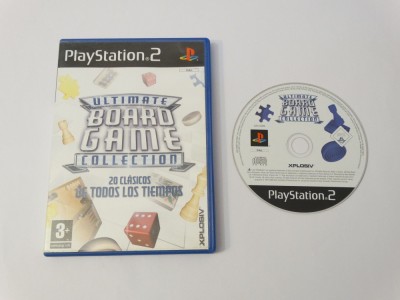 PlayStation 2
ULTIMATE
BOARD
GAME
COLLECTION
20 CLÁSICOS
DE TODOS LOS TIEMPOS
3+
XPLOSIV
ULTIMATE
BOARD
GAME
COLLECTION
XPLOSIV
PlayStation 2